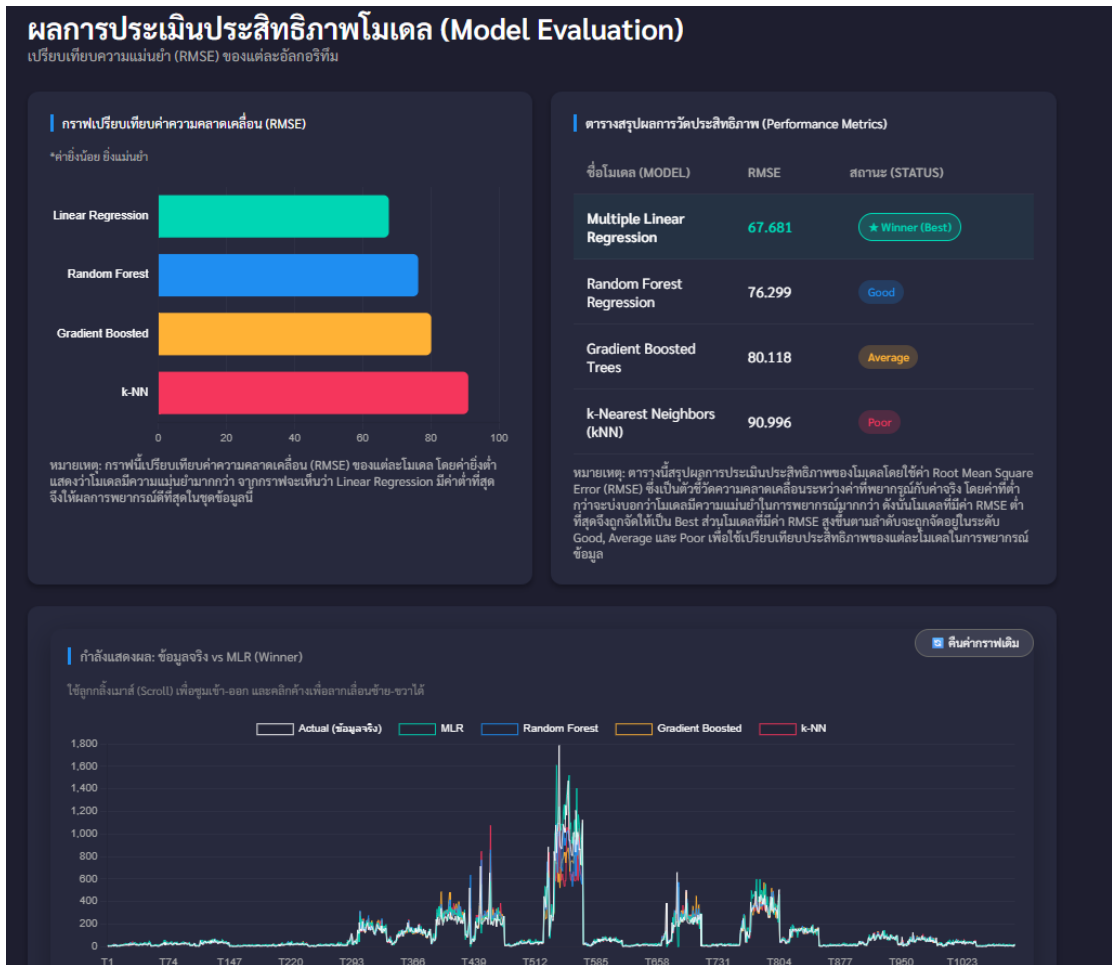 ผลการประเมินประสิทธิภาพโมเดล (Model Evaluation)
เปรียบเทียบความแม่นยำ (RMSE) ของแต่ละอัลกอริทึม
กราฟเปรียบเทียบค่าความคลาดเคลื่อน (RMSE)
*ค่ายิ่งน้อย ยิ่งแม่นยำ
Linear Regression
Random Forest
Gradient Boosted
k-NN
0 20 40 60 80 100
หมายเหตุ: กราฟนี้เปรียบเทียบค่าความคลาดเคลื่อน (RMSE) ของแต่ละโมเดล โดยค่ายิ่งต่ำ
แสดงว่าโมเดลมีความแม่นยำมากกว่า จากกราฟจะเห็นว่า Linear Regression มีค่าต่ำที่สุด
จึงให้ผลการพยากรณ์ดีที่สุดในชุดข้อมูลนี้
ตารางสรุปผลการวัดประสิทธิภาพ (Performance Metrics)
ชื่อโมเดล (MODEL) RMSE สถานะ (STATUS)
Multiple Linear
Regression 67.681 ★ Winner (Best)
Random Forest
Regression 76.299 Good
Gradient Boosted
Trees 80.118 Average
k-Nearest Neighbors
(kNN) 90.996 Poor
หมายเหตุ: ตารางนี้สรุปผลการประเมินประสิทธิภาพของโมเดลโดยใช้ค่า Root Mean Square
Error (RMSE) ซึ่งเป็นตัวชี้วัดความคลาดเคลื่อนระหว่างค่าที่พยากรณ์กับค่าจริง โดยค่าที่ต่ำ
กว่าจะบ่งบอกว่าโมเดลมีความแม่นยำในการพยากรณ์มากกว่า ดังนั้นโมเดลที่มีค่า RMSE ต่ำ
ที่สุดจึงถูกจัดให้เป็น Best ส่วนโมเดลที่มีค่า RMSE สูงขึ้นตามลำดับจะถูกจัดอยู่ในระดับ
Good, Average และ Poor เพื่อใช้เปรียบเทียบประสิทธิภาพของแต่ละโมเดลในการพยากรณ์
ข้อมูล
กำลังแสดงผล: ข้อมูลจริง vs MLR (Winner)
คืนค่ากราฟเดิม
ใช้ลูกกลิ้งเมาส์ (Scroll) เพื่อซูมเข้า-ออก และคลิกค้างเพื่อลากเลื่อนซ้าย-ขวาได้
Actual (ข้อมูลจริง) MLR Random Forest Gradient Boosted k-NN
1,800
1,600
1,400
1,200
1,000
800
600
400
200
0
T1 T74 T147 T220 T293 T366 T439 T512 T585 T658 T731 T804 T877 T950 T1023